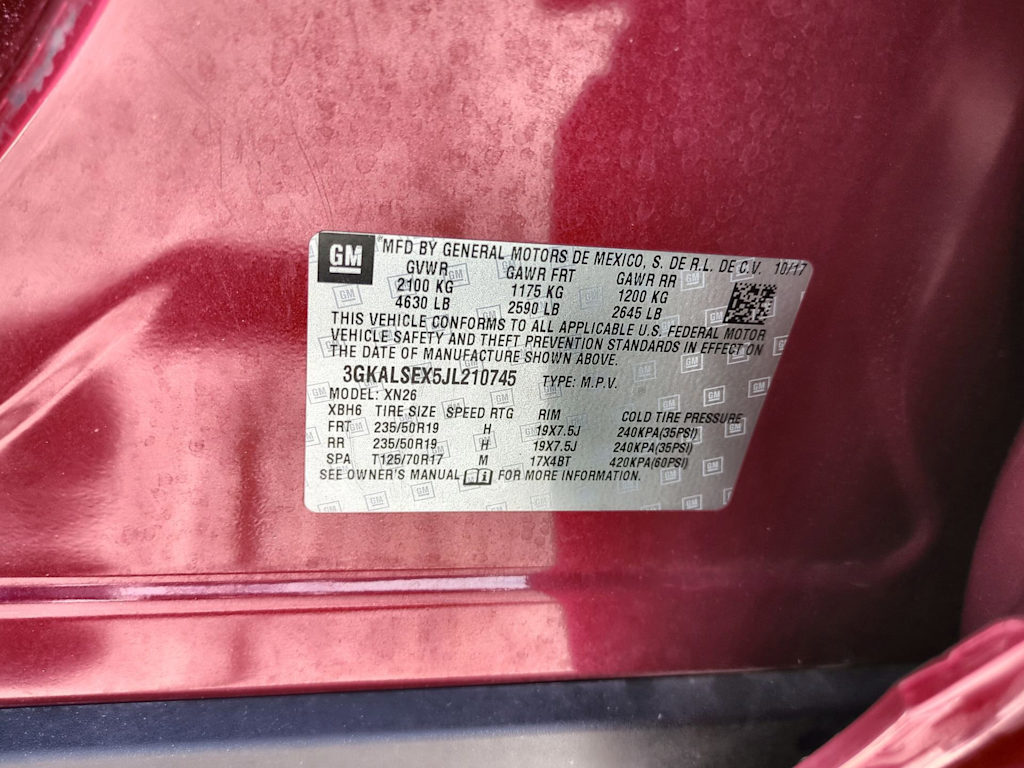 GM ® MFD BY GENERAL MOTORS DE MEXICO, S. DE R.L. DE C.V. 10/17
GVWR GAWR FRT GAWR RR
2100 KG 1175 KG 1200 KG
4630 LB 2590 LB 2645 LB
THIS VEHICLE CONFORMS TO ALL APPLICABLE U.S. FEDERAL MOTOR
VEHICLE SAFETY AND THEFT PREVENTION STANDARDS IN EFFECT ON
THE DATE OF MANUFACTURE SHOWN ABOVE.
3GKALSEX5JL210745 TYPE: M.P.V.
MODEL: XN26
XBH6 TIRE SIZE SPEED RTG RIM COLD TIRE PRESSURE
FRT 235/50R19 H 19X7.5J 240KPA(35PSI)
RR 235/50R19 H 19X7.5J 240KPA(35PSI)
SPA T125/70R17 M 17X4BT 420KPA(60PSI)
SEE OWNER'S MANUAL i FOR MORE INFORMATION.